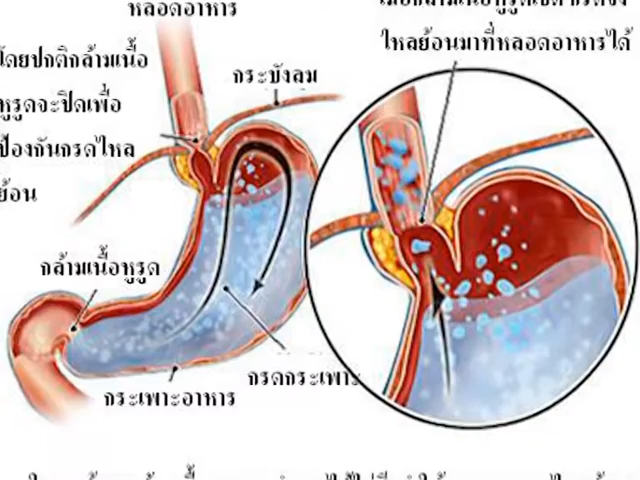 หลอดอาหาร
ไหลย้อนมาที่หลอดอาหารได้
โดยปกติกล้ามเนื้อ
หูรูดจะปิดเพื่อ
ป้องกันกรดไหล
ย้อน
กระบังลม
กล้ามเนื้อหูรูด
กรดกระเพาะ
กระเพาะอาหาร